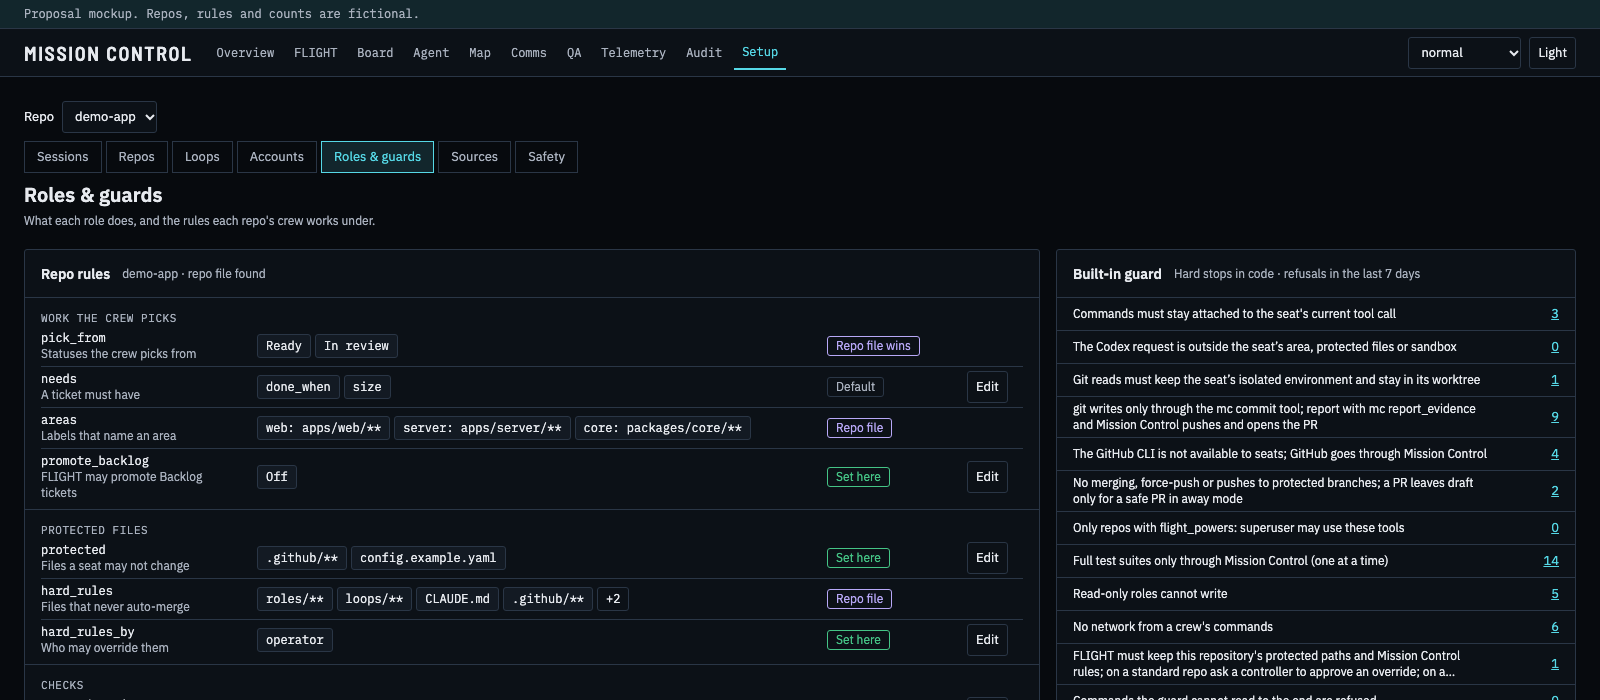 Proposal mockup. Repos, rules and counts are fictional.
MISSION CONTROL Overview FLIGHT Board Agent Map Comms QA Telemetry Audit Setup normal Light
Repo demo-app
Sessions Repos Loops Accounts Roles & guards Sources Safety
Roles & guards
What each role does, and the rules each repo's crew works under.
Repo rules demo-app · repo file found
WORK THE CREW PICKS
pick_from
Statuses the crew picks from
Ready In review Repo file wins
needs
A ticket must have
done_when size Default Edit
areas
Labels that name an area
web: apps/web/** server: apps/server/** core: packages/core/** Repo file
promote_backlog
FLIGHT may promote Backlog
tickets
Off Set here Edit
PROTECTED FILES
protected
Files a seat may not change
.github/** config.example.yaml Set here Edit
hard_rules
Files that never auto-merge
roles/** loops/** CLAUDE.md .github/** +2 Repo file
hard_rules_by
Who may override them
operator Set here Edit
CHECKS
Built-in guard Hard stops in code · refusals in the last 7 days
Commands must stay attached to the seat's current tool call 3
The Codex request is outside the seat’s area, protected files or sandbox 0
Git reads must keep the seat’s isolated environment and stay in its worktree 1
git writes only through the mc commit tool; report with mc report_evidence
and Mission Control pushes and opens the PR 9
The GitHub CLI is not available to seats; GitHub goes through Mission Control 4
No merging, force-push or pushes to protected branches; a PR leaves draft
only for a safe PR in away mode 2
Only repos with flight_powers: superuser may use these tools 0
Full test suites only through Mission Control (one at a time) 14
Read-only roles cannot write 5
No network from a crew's commands 6
FLIGHT must keep this repository's protected paths and Mission Control
rules; on a standard repo ask a controller to approve an override; on a... 1
Commands the guard cannot read to the end are refused